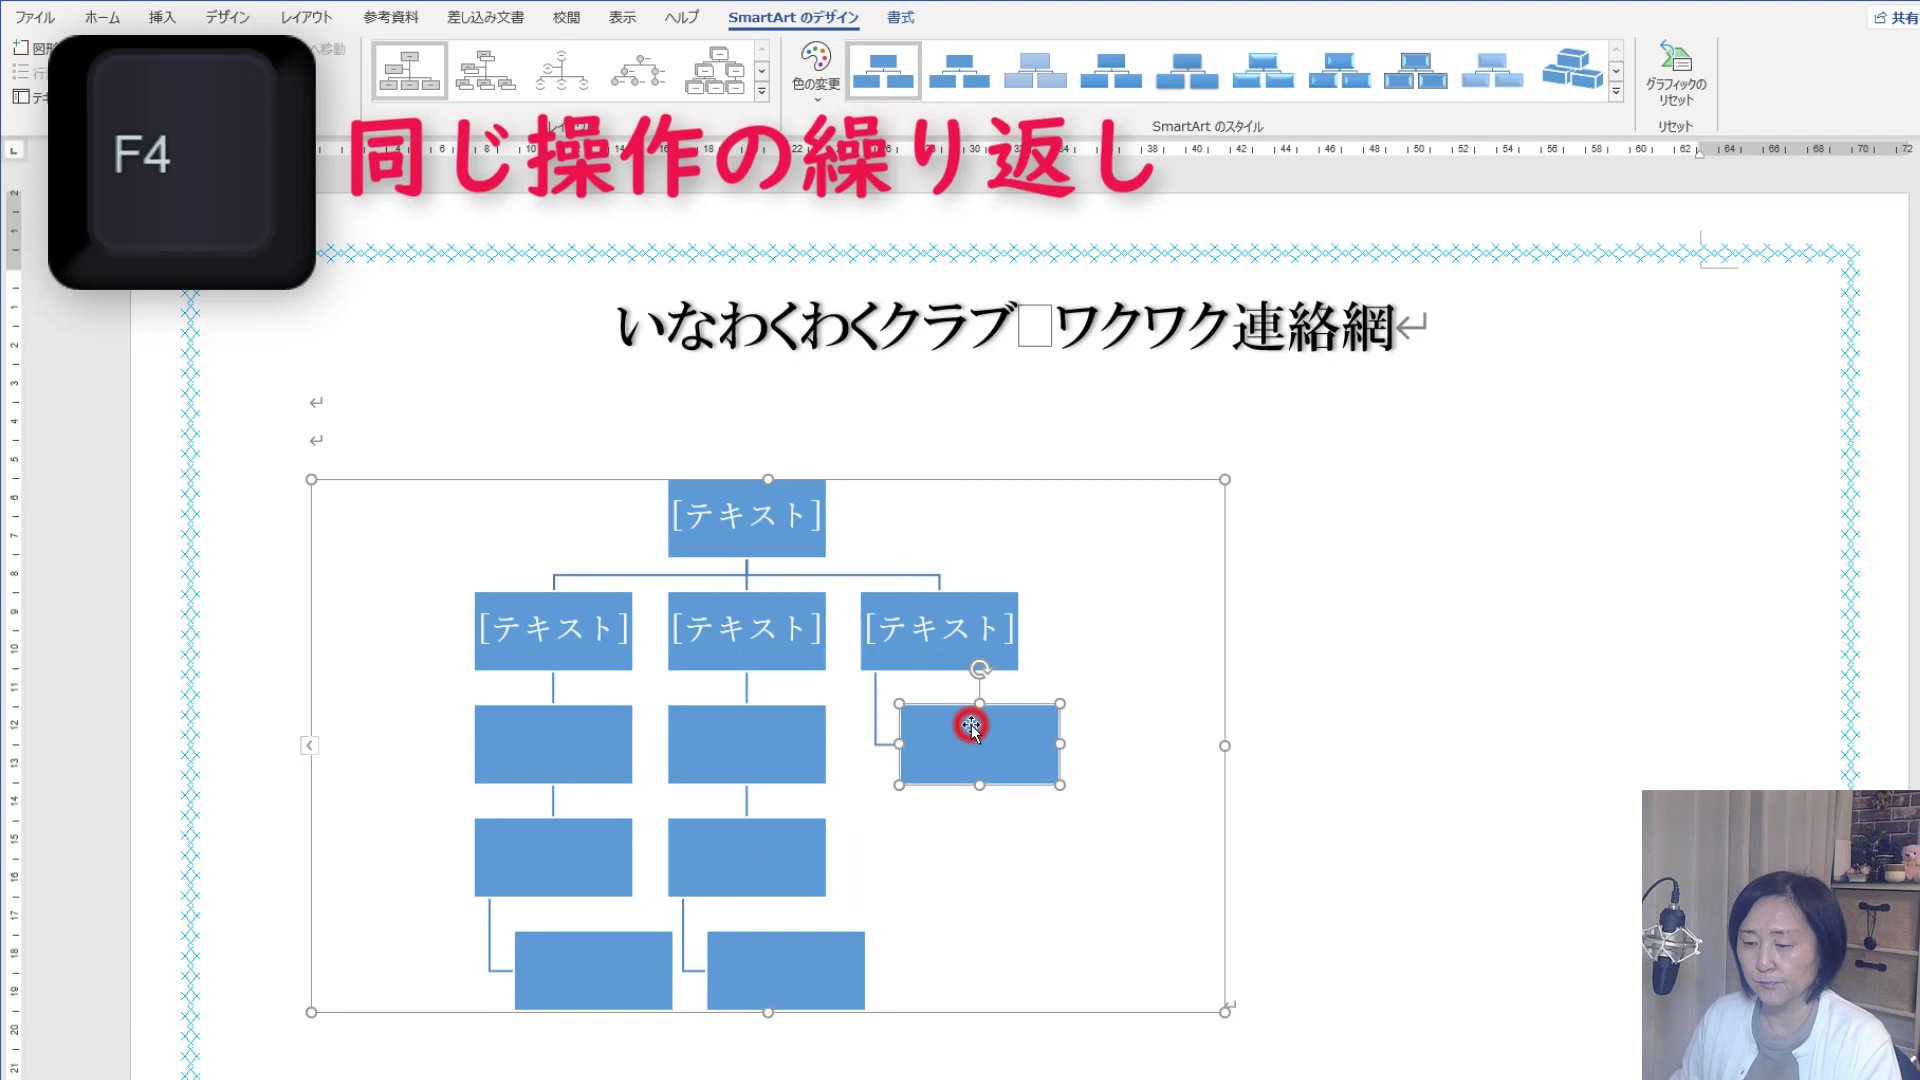 ファイル ホーム 挿入 デザイン レイアウト 参考資料 差し込み文書 校閲 表示 ヘルプ SmartArt のデザイン 書式 共有
色の変更
グラフィックの
リセット
SmartArt のスタイル
リセット
F4
同じ操作の繰り返し
いなわくわくクラブ□ワクワク連絡網
[テキスト]
[テキスト] [テキスト] [テキスト]